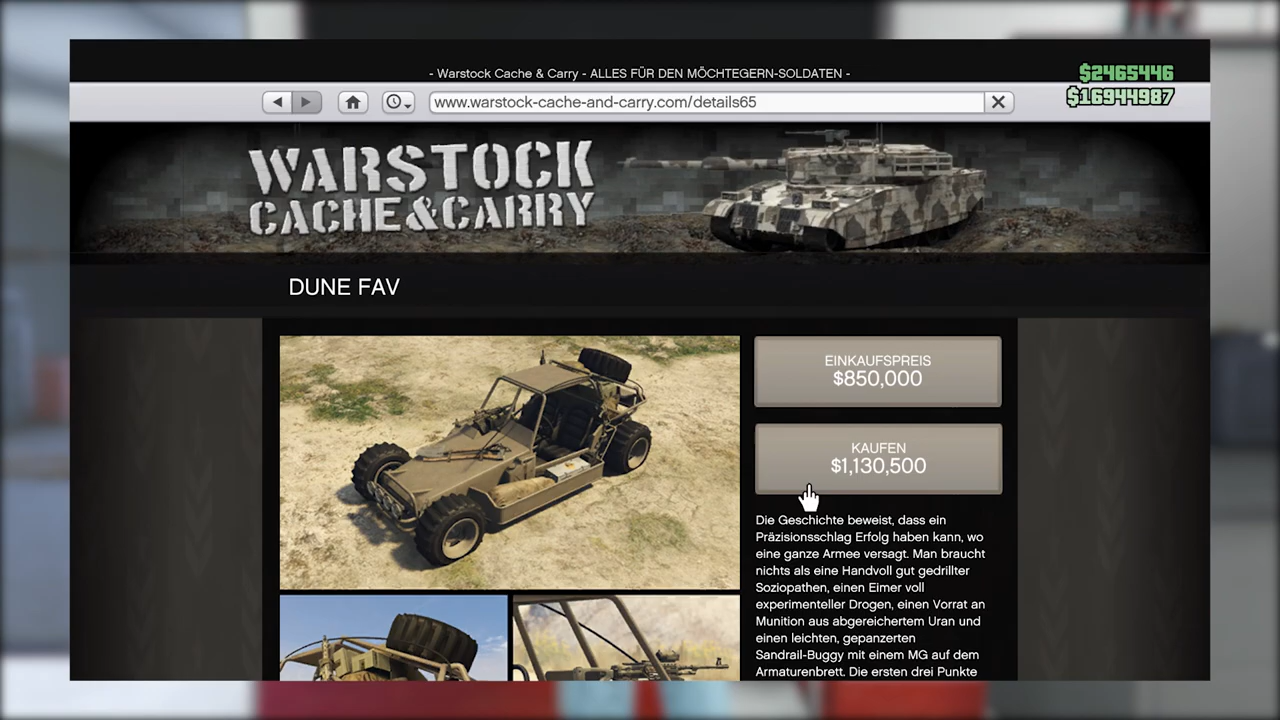 - Warstock Cache & Carry - ALLES FÜR DEN MÖCHTEGERN-SOLDATEN -
$2465446
www.warstock-cache-and-carry.com/details65
$16944987
WARSTOCK
CACHE&CARRY
DUNE FAV
EINKAUFSPREIS
$850,000
KAUFEN
$1,130,500
Die Geschichte beweist, dass ein
Präzisionsschlag Erfolg haben kann, wo
eine ganze Armee versagt. Man braucht
nichts als eine Handvoll gut gedrillter
Soziopathen, einen Eimer voll
experimenteller Drogen, einen Vorrat an
Munition aus abgereichertem Uran und
einen leichten, gepanzerten
Sandrail-Buggy mit einem MG auf dem
Armaturenbrett. Die ersten drei Punkte